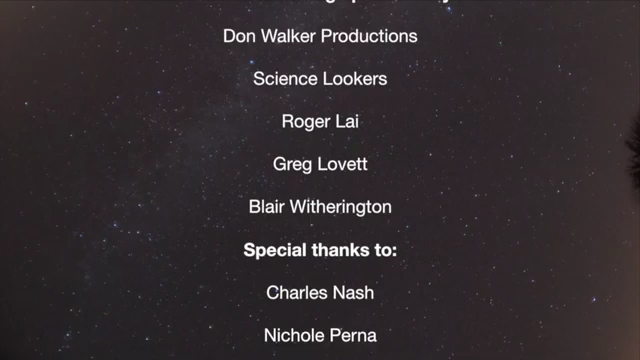 Don Walker Productions
Science Lookers
Roger Lai
Greg Lovett
Blair Witherington
Special thanks to:
Charles Nash
Nichole Perna